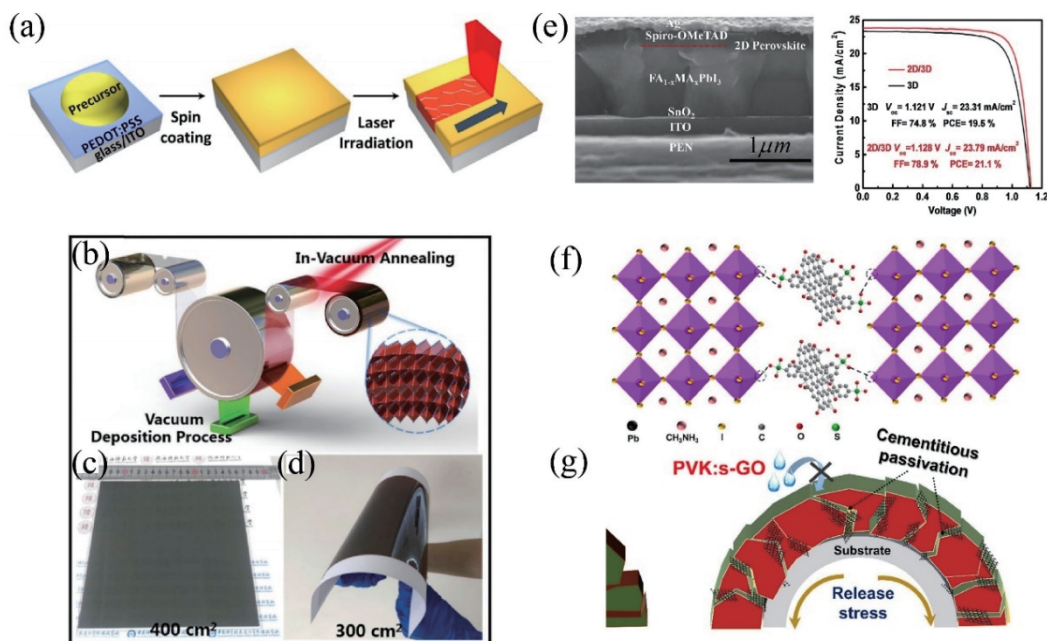 (a)
Precursor
PEDOT:PSS
glass/ITO
Spin
coating
Laser
Irradiation
(b)
In-Vacuum Annealing
Vacuum
Deposition Process
(c)
400 cm²
(d)
300 cm²
(e)
Ag
Spiro-OMeTAD
2D Perovskite
FA₁₋ₓMAₓPbI₃
SnO₂
ITO
PEN
1μm
Current Density (mA/cm²)
25
20
15
10
5
0
2D/3D
3D
3D Voc=1.121 V Jsc= 23.31 mA/cm²
FF= 74.8 % PCE= 19.5 %
2D/3D Voc=1.128 V Jsc= 23.79 mA/cm²
FF= 78.9 % PCE= 21.1 %
0.0 0.2 0.4 0.6 0.8 1.0 1.2
Voltage (V)
(f)
Pb CH₃NH₃ I C O S
(g)
PVK:s-GO
Cementitious
passivation
Substrate
Release
stress